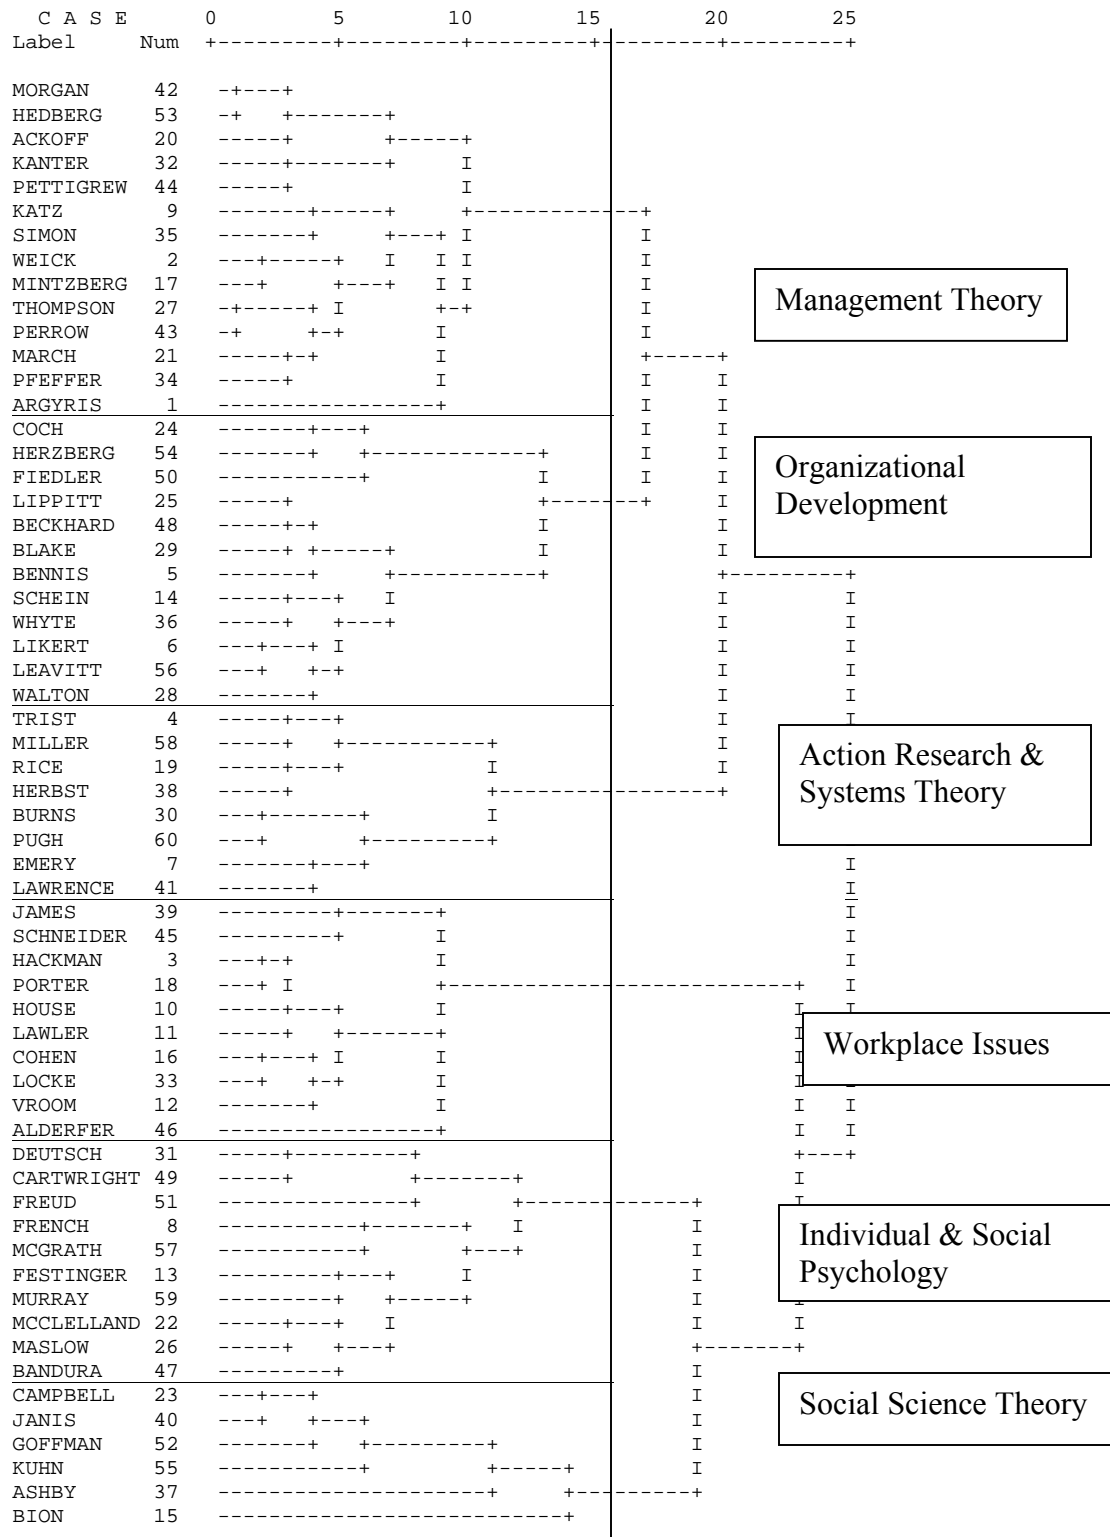 C A S E 0 5 10 15 20 25
Label Num +---------+---------+---------+---------+---------+
MORGAN 42 -+---+
HEDBERG 53 -+ +-------+
ACKOFF 20 -----+ +-----+
KANTER 32 -----+-------+ I
PETTIGREW 44 -----+ I
KATZ 9 -------+-----+ +-------------+
SIMON 35 -------+ +---+ I I
WEICK 2 ---+-----+ I I I I
MINTZBERG 17 ---+ +---+ I I I
Management Theory
THOMPSON 27 -+-----+ I +-+ I
PERROW 43 -+ +-+ I I
MARCH 21 -----+-+ I +-----+
PFEFFER 34 -----+ I I I
ARGYRIS 1 -----------------+ I I
COCH 24 -------+---+ I I
HERZBERG 54 -------+ +-------------+ I I
Organizational
FIEDLER 50 -----------+ I I I
LIPPITT 25 -----+ +-------+ I
Development
BECKHARD 48 -----+-+ I I
BLAKE 29 -----+ +-----+ I I
BENNIS 5 -------+ +-----------+ +---------+
SCHEIN 14 -----+---+ I I I
WHYTE 36 -----+ +---+ I I
LIKERT 6 ---+---+ I I I
LEAVITT 56 ---+ +-+ I I
WALTON 28 -------+ I I
TRIST 4 -----+---+ I I
MILLER 58 -----+ +-----------+ I
Action Research &
RICE 19 -----+---+ I I
Systems Theory
HERBST 38 -----+ +-----------------+
BURNS 30 ---+-------+ I
PUGH 60 ---+ +---------+
EMERY 7 -------+---+ I
LAWRENCE 41 -------+ I
JAMES 39 ---------+-------+ I
SCHNEIDER 45 ---------+ I I
HACKMAN 3 ---+-+ I I
PORTER 18 ---+ I +---------------------------+ I
HOUSE 10 -----+---+ I I I
LAWLER 11 -----+ +-------+ I
Workplace Issues
COHEN 16 ---+---+ I I I
LOCKE 33 ---+ +-+ I I
VROOM 12 -------+ I I I
ALDERFER 46 -----------------+ I I
DEUTSCH 31 -----+---------+ +---+
CARTWRIGHT 49 -----+ +-------+ I
FREUD 51 ---------------+ +-------------+ I
FRENCH 8 -----------+-------+ I I
Individual & Social
MCGRATH 57 -----------+ +---+ I
Psychology
FESTINGER 13 ---------+---+ I I
MURRAY 59 ---------+ +-----+ I I
MCCLELLAND 22 -----+---+ I I I
MASLOW 26 -----+ +---+ +-------+
BANDURA 47 ---------+ I
CAMPBELL 23 ---+---+ I
Social Science Theory
JANIS 40 ---+ +---+ I
GOFFMAN 52 -------+ +---------+ I
KUHN 55 -----------+ +-----+ I
ASHBY 37 ---------------------+ +---------+
BION 15 ---------------------------+